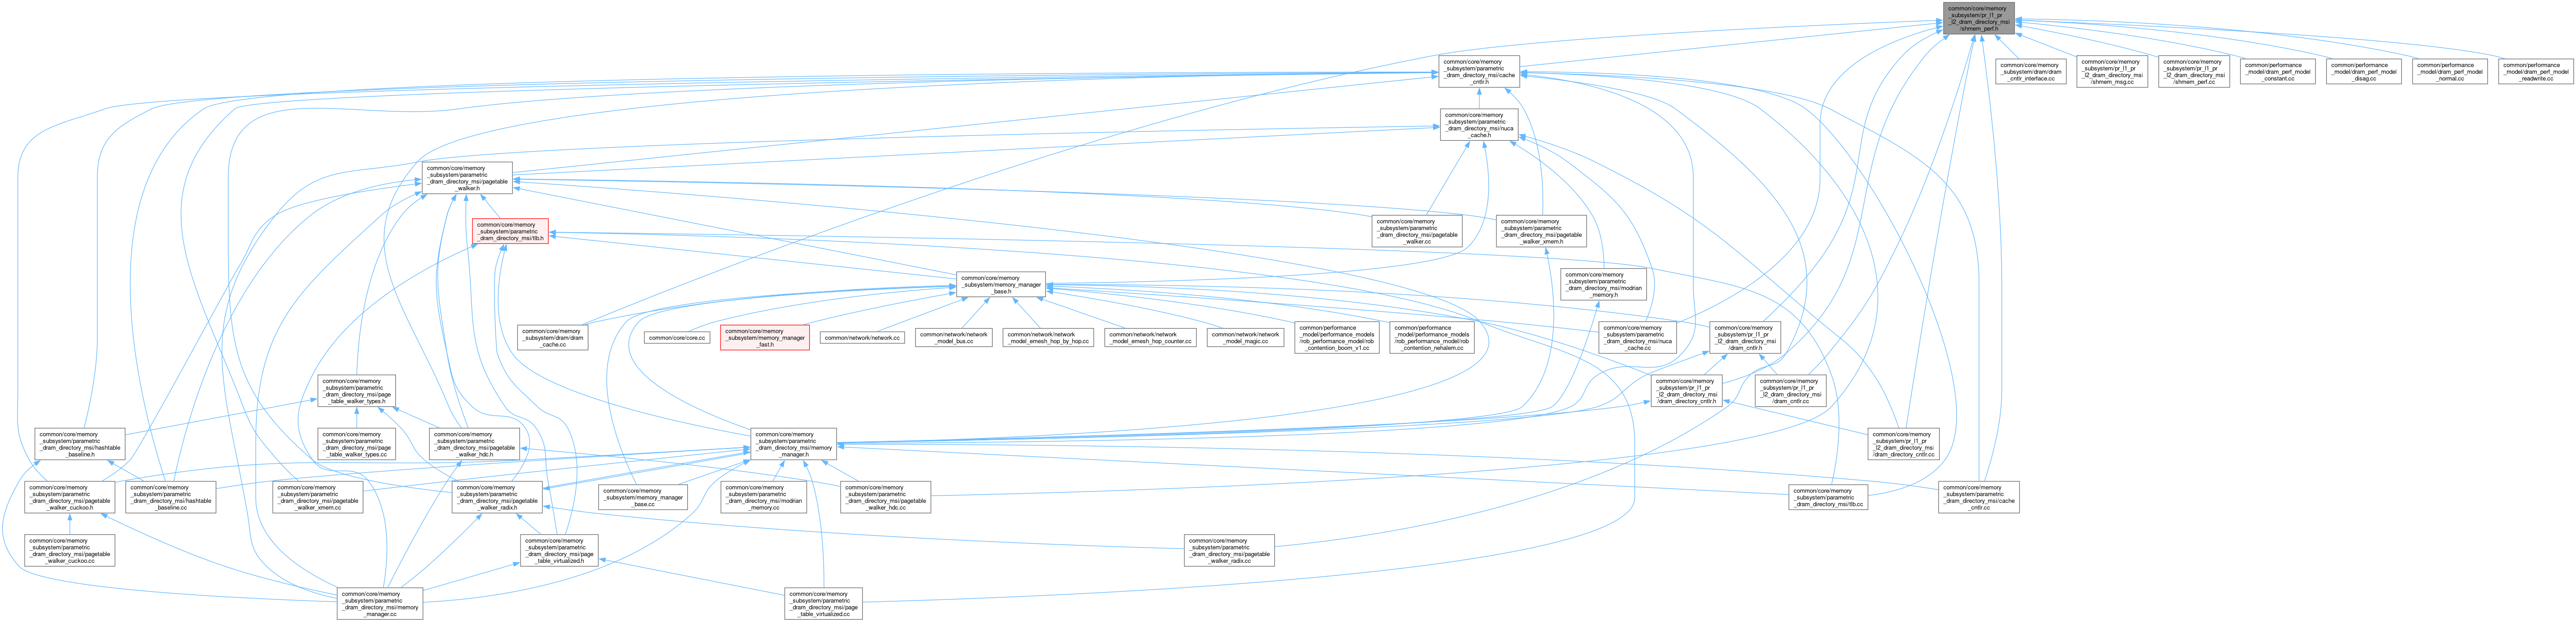 common/core/memory
_subsystem/pr_l1_pr
_l2_dram_directory_msi
/shmem_perf.h
common/core/memory
_subsystem/parametric
_dram_directory_msi/cache
_cntlr.h
common/core/memory
_subsystem/dram/dram
_cntlr_interface.cc
common/core/memory
_subsystem/pr_l1_pr
_l2_dram_directory_msi
/shmem_msg.cc
common/core/memory
_subsystem/pr_l1_pr
_l2_dram_directory_msi
/shmem_perf.cc
common/performance
_model/dram_perf_model
_constant.cc
common/performance
_model/dram_perf_model
_disag.cc
common/performance
_model/dram_perf_model
_normal.cc
common/performance
_model/dram_perf_model
_readwrite.cc
common/core/memory
_subsystem/parametric
_dram_directory_msi/nuca
_cache.h
common/core/memory
_subsystem/parametric
_dram_directory_msi/pagetable
_walker.h
common/core/memory
_subsystem/parametric
_dram_directory_msi/tlb.h
common/core/memory
_subsystem/parametric
_dram_directory_msi/pagetable
_walker.cc
common/core/memory
_subsystem/parametric
_dram_directory_msi/pagetable
_walker_xmem.h
common/core/memory
_subsystem/memory_manager
_base.h
common/core/memory
_subsystem/parametric
_dram_directory_msi/modrian
_memory.h
common/core/memory
_subsystem/dram/dram
_cache.cc
common/core/core.cc
common/core/memory
_subsystem/memory_manager
_fast.h
common/network/network.cc
common/network/network
_model_bus.cc
common/network/network
_model_emesh_hop_by_hop.cc
common/network/network
_model_emesh_hop_counter.cc
common/network/network
_model_magic.cc
common/performance
_model/performance_models
/rob_performance_model/rob
_contention_boom_v1.cc
common/performance
_model/performance_models
/rob_performance_model/rob
_contention_nehalem.cc
common/core/memory
_subsystem/parametric
_dram_directory_msi/nuca
_cache.cc
common/core/memory
_subsystem/pr_l1_pr
_l2_dram_directory_msi
/dram_cntlr.h
common/core/memory
_subsystem/parametric
_dram_directory_msi/page
_table_walker_types.h
common/core/memory
_subsystem/pr_l1_pr
_l2_dram_directory_msi
/dram_directory_cntlr.h
common/core/memory
_subsystem/pr_l1_pr
_l2_dram_directory_msi
/dram_cntlr.cc
common/core/memory
_subsystem/parametric
_dram_directory_msi/hashtable
_baseline.h
common/core/memory
_subsystem/parametric
_dram_directory_msi/page
_table_walker_types.cc
common/core/memory
_subsystem/parametric
_dram_directory_msi/pagetable
_walker_hdc.h
common/core/memory
_subsystem/parametric
_dram_directory_msi/memory
_manager.h
common/core/memory
_subsystem/pr_l1_pr
_l2_dram_directory_msi
/dram_directory_cntlr.cc
common/core/memory
_subsystem/parametric
_dram_directory_msi/pagetable
_walker_cuckoo.h
common/core/memory
_subsystem/parametric
_dram_directory_msi/hashtable
_baseline.cc
common/core/memory
_subsystem/parametric
_dram_directory_msi/pagetable
_walker_xmem.cc
common/core/memory
_subsystem/parametric
_dram_directory_msi/pagetable
_walker_radix.h
common/core/memory
_subsystem/memory_manager
_base.cc
common/core/memory
_subsystem/parametric
_dram_directory_msi/modrian
_memory.cc
common/core/memory
_subsystem/parametric
_dram_directory_msi/pagetable
_walker_hdc.cc
common/core/memory
_subsystem/parametric
_dram_directory_msi/tlb.cc
common/core/memory
_subsystem/parametric
_dram_directory_msi/cache
_cntlr.cc
common/core/memory
_subsystem/parametric
_dram_directory_msi/pagetable
_walker_cuckoo.cc
common/core/memory
_subsystem/parametric
_dram_directory_msi/page
_table_virtualized.h
common/core/memory
_subsystem/parametric
_dram_directory_msi/pagetable
_walker_radix.cc
common/core/memory
_subsystem/parametric
_dram_directory_msi/memory
_manager.cc
common/core/memory
_subsystem/parametric
_dram_directory_msi/page
_table_virtualized.cc